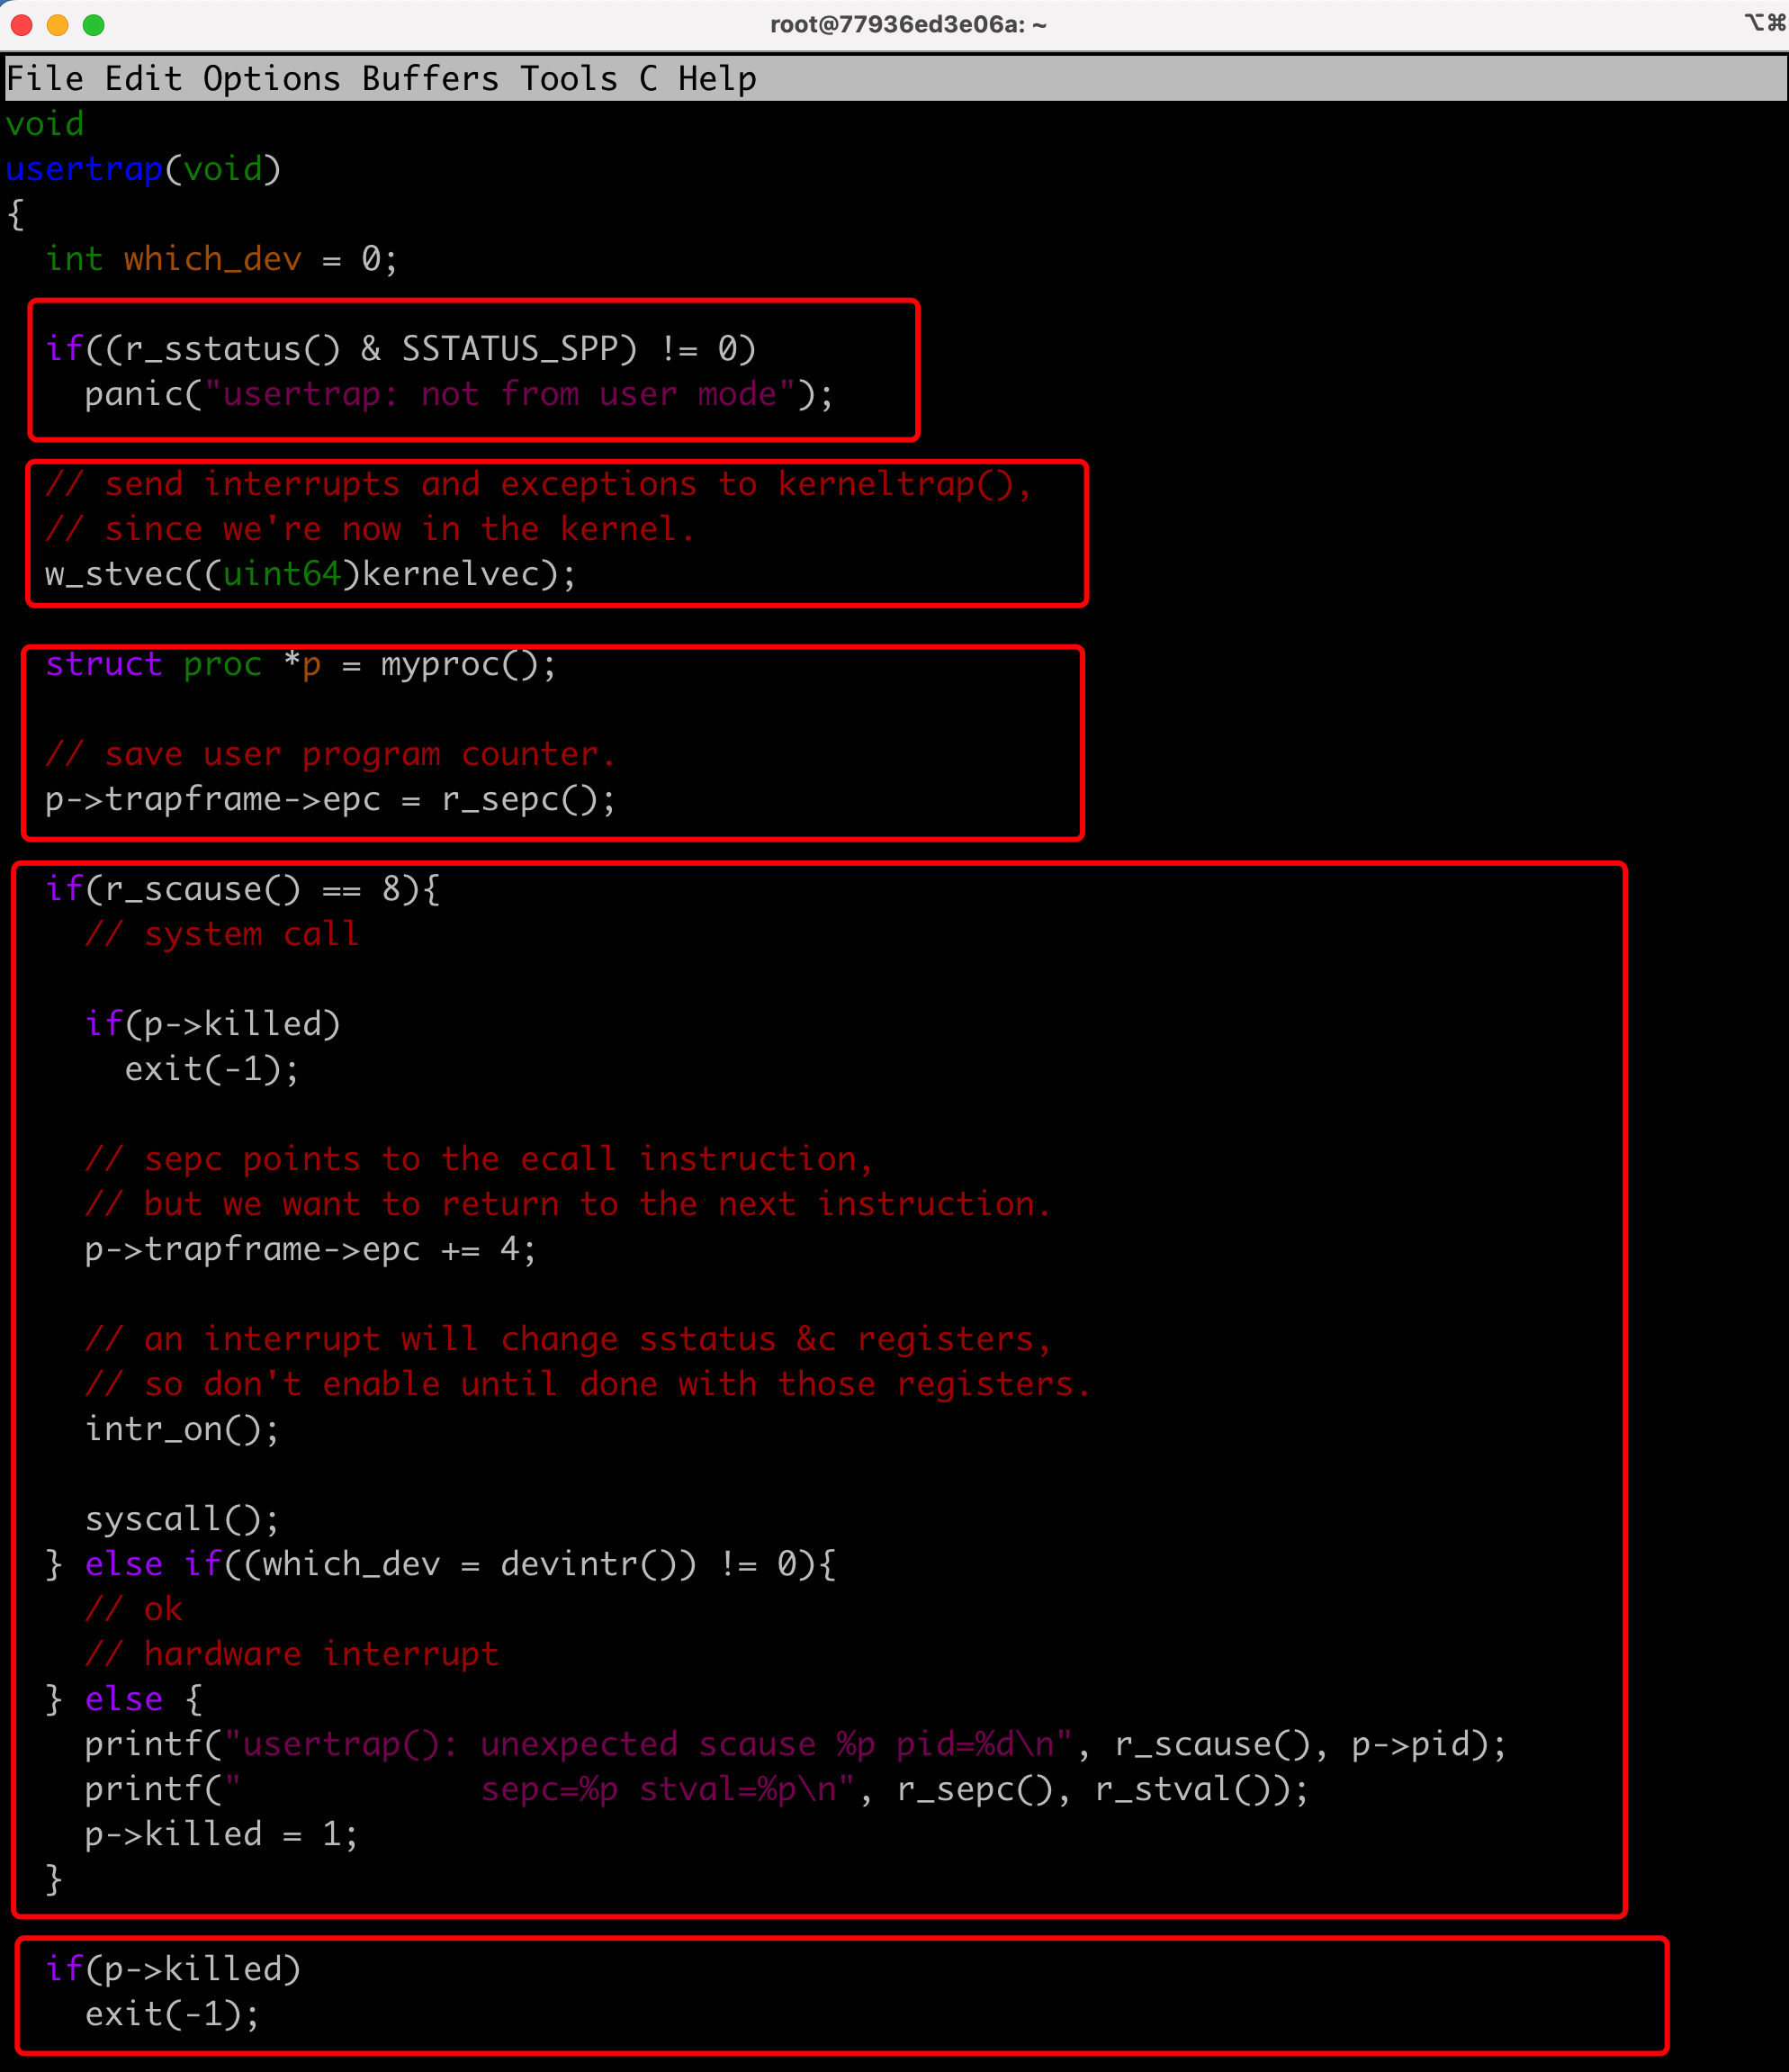 root@77936ed3e06a: ~
⌥⌘
File Edit Options Buffers Tools C Help
void
usertrap(void)
{
  int which_dev = 0;

  if((r_sstatus() & SSTATUS_SPP) != 0)
    panic("usertrap: not from user mode");

  // send interrupts and exceptions to kerneltrap(),
  // since we're now in the kernel.
  w_stvec((uint64)kernelvec);

  struct proc *p = myproc();

  // save user program counter.
  p->trapframe->epc = r_sepc();

  if(r_scause() == 8){
    // system call

    if(p->killed)
      exit(-1);

    // sepc points to the ecall instruction,
    // but we want to return to the next instruction.
    p->trapframe->epc += 4;

    // an interrupt will change sstatus &c registers,
    // so don't enable until done with those registers.
    intr_on();

    syscall();
  } else if((which_dev = devintr()) != 0){
    // ok
    // hardware interrupt
  } else {
    printf("usertrap(): unexpected scause %p pid=%d\n", r_scause(), p->pid);
    printf("            sepc=%p stval=%p\n", r_sepc(), r_stval());
    p->killed = 1;
  }

  if(p->killed)
    exit(-1);